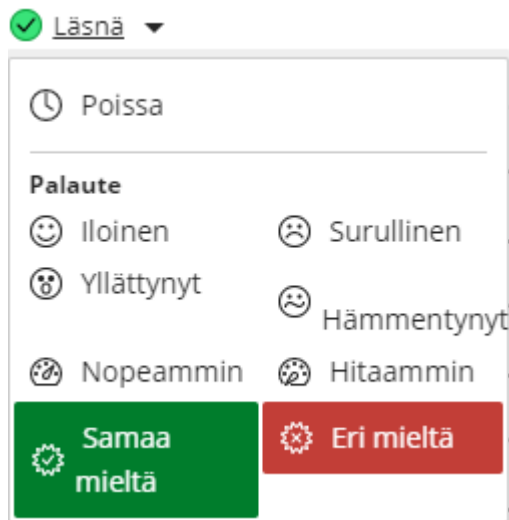 Läsnä
Poissa
Palaute
Iloinen
Surullinen
Yllättynyt
Hämmentynyt
Nopeammin
Hitaammin
Samaa
mieltä
Eri mieltä